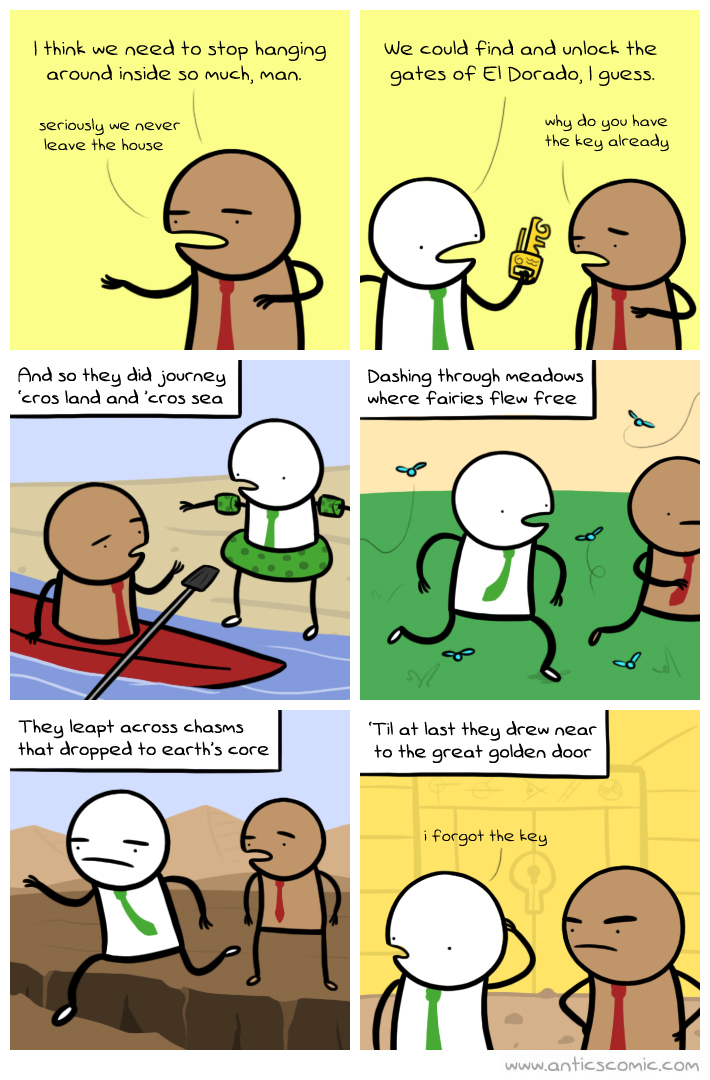 I think we need to stop hanging
around inside so much, man.
seriously we never
leave the house
We could find and unlock the
gates of El Dorado, I guess.
why do you have
the key already
And so they did journey
'cros land and 'cros sea
Dashing through meadows
where fairies flew free
They leapt across chasms
that dropped to earth's core
'Til at last they drew near
to the great golden door
i forgot the key
www.anticscomic.com